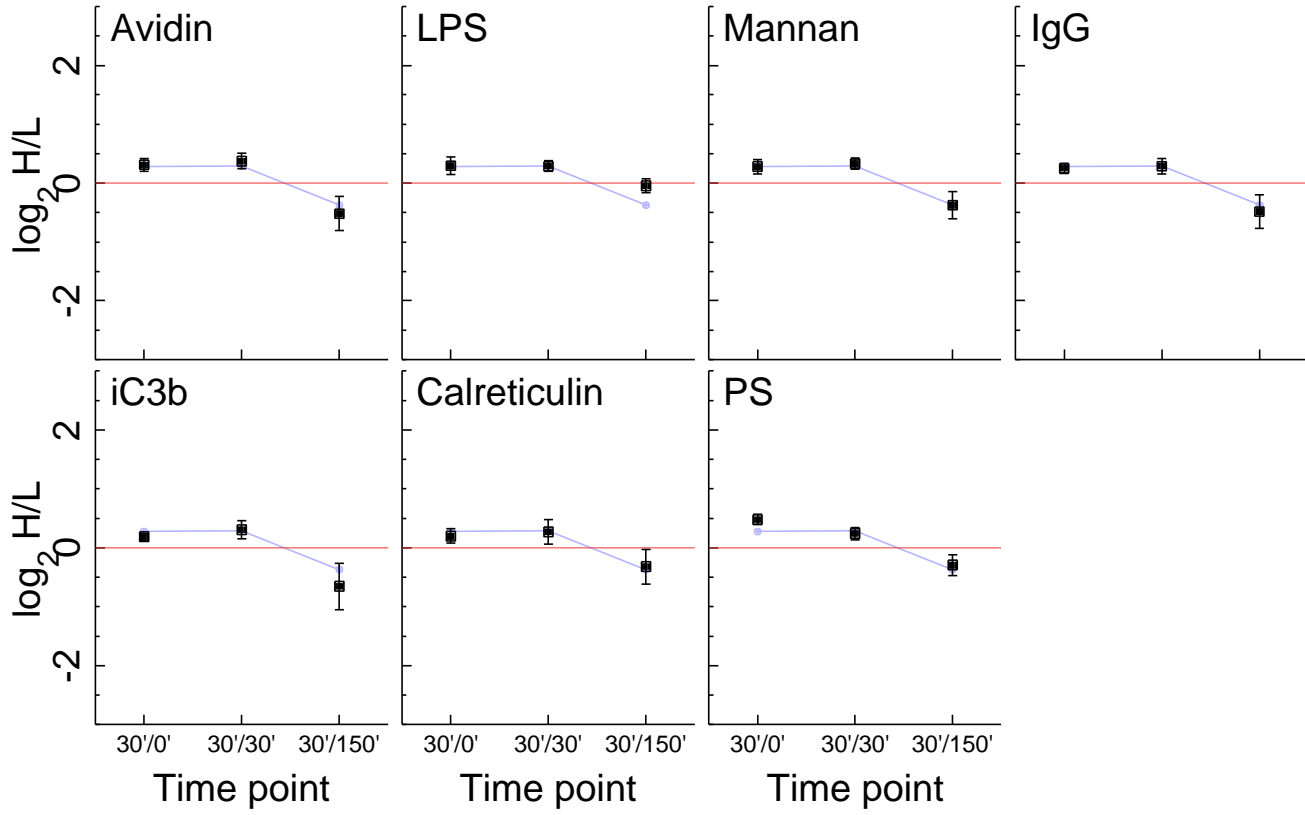 Avidin
LPS
Mannan
IgG
log2 H/L
2
0
-2
iC3b
Calreticulin
PS
log2 H/L
2
0
-2
30'/0' 30'/30' 30'/150'
30'/0' 30'/30' 30'/150'
30'/0' 30'/30' 30'/150'
Time point
Time point
Time point